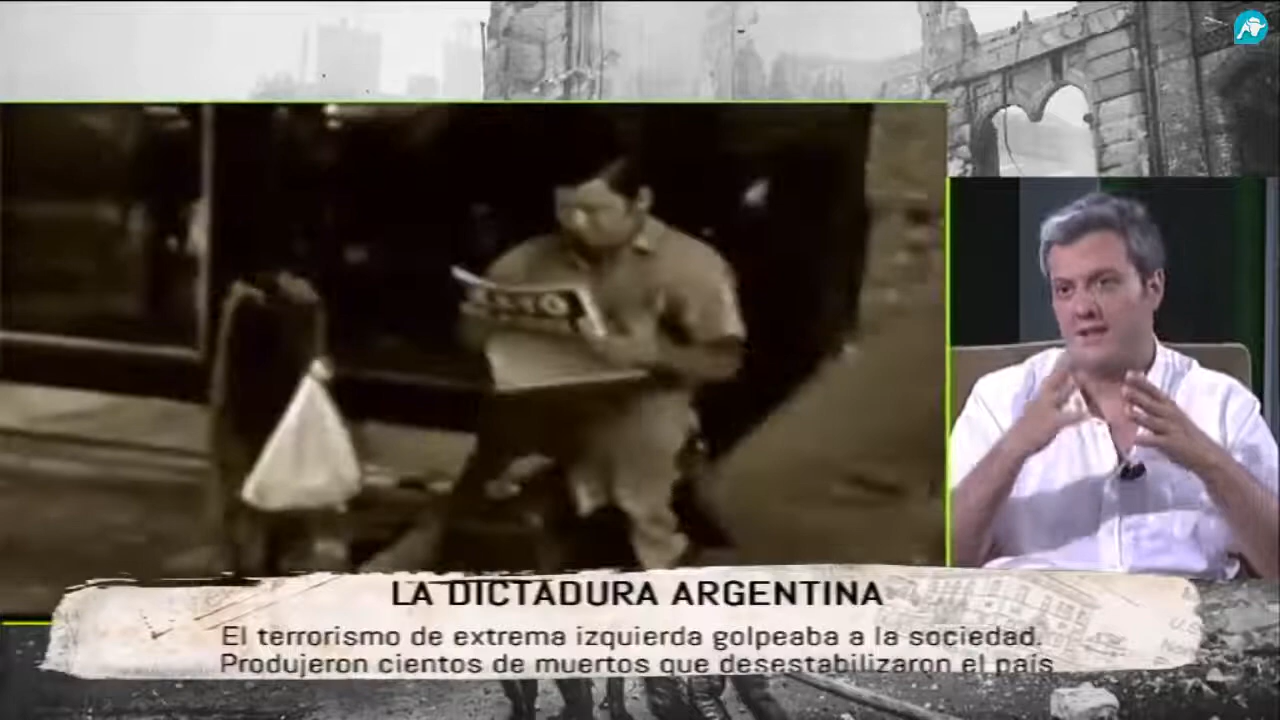 LA DICTADURA ARGENTINA
El terrorismo de extrema izquierda golpeaba a la sociedad.
Produjeron cientos de muertos que desestabilizaron el país